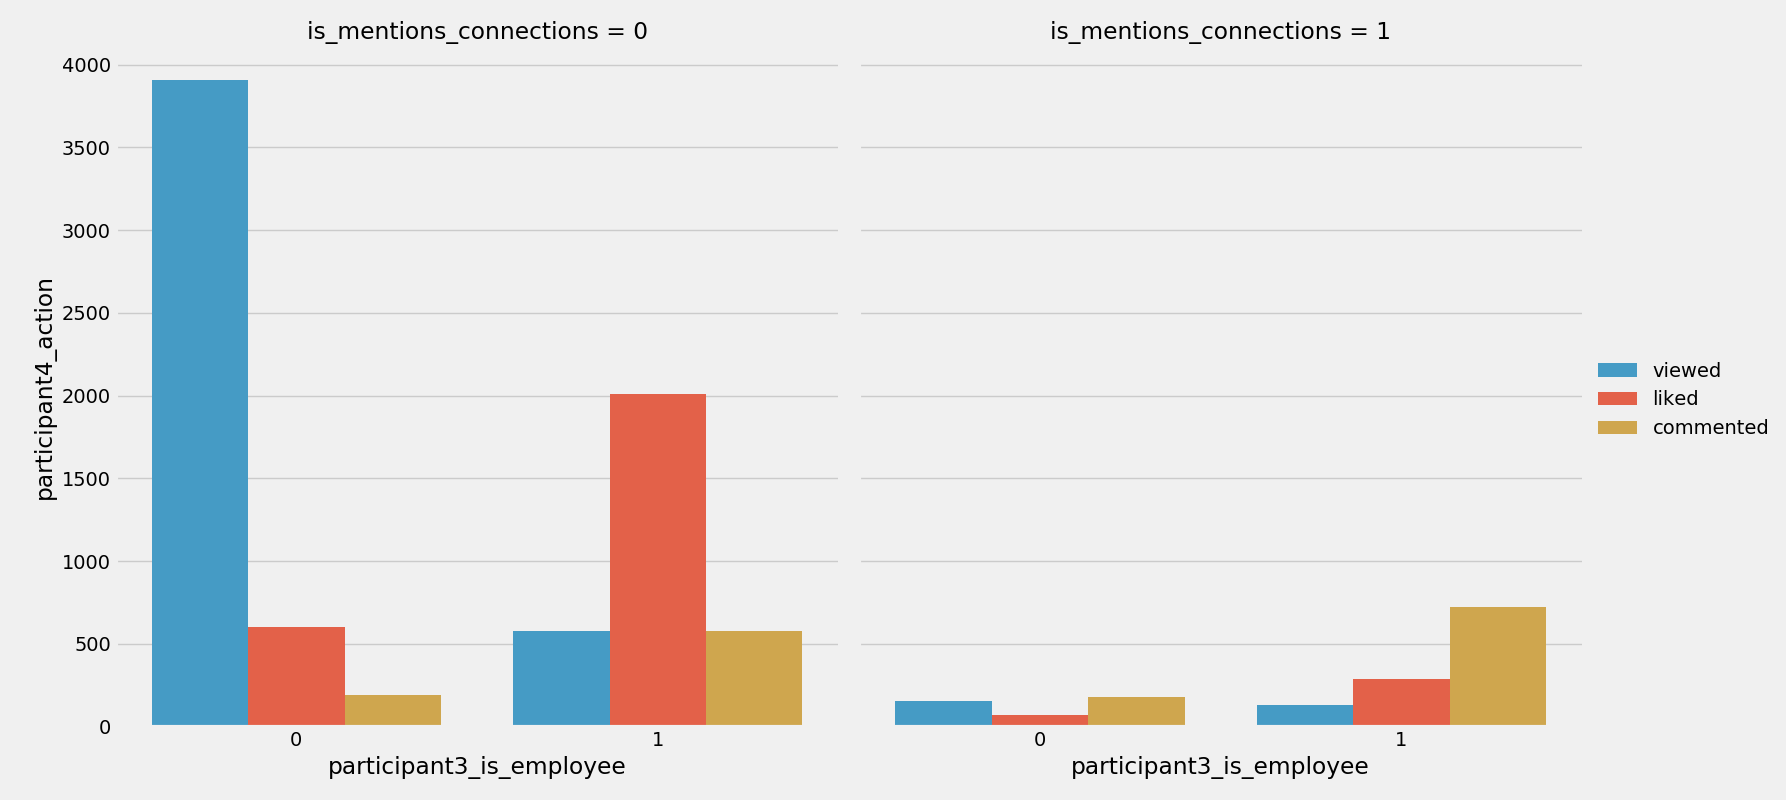 is_mentions_connections = 0
is_mentions_connections = 1
participant4_action
4000
3500
3000
2500
2000
1500
1000
500
0
0
1
0
1
participant3_is_employee
participant3_is_employee
viewed
liked
commented